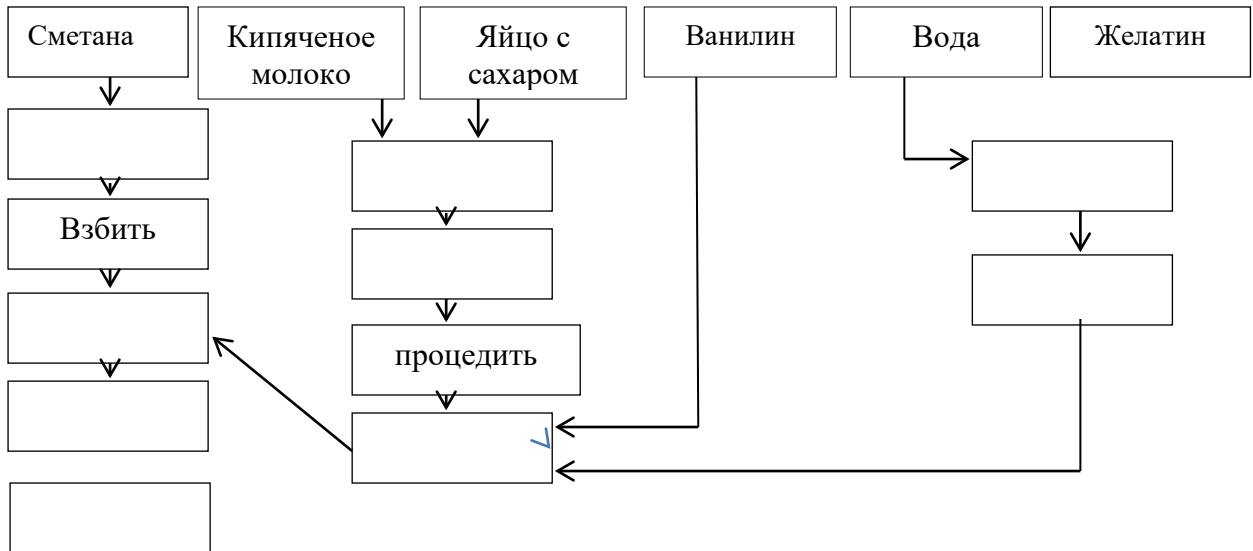 Сметана
Кипяченое
молоко
Яйцо с
сахаром
Ванилин
Вода
Желатин
Взбить
процедить